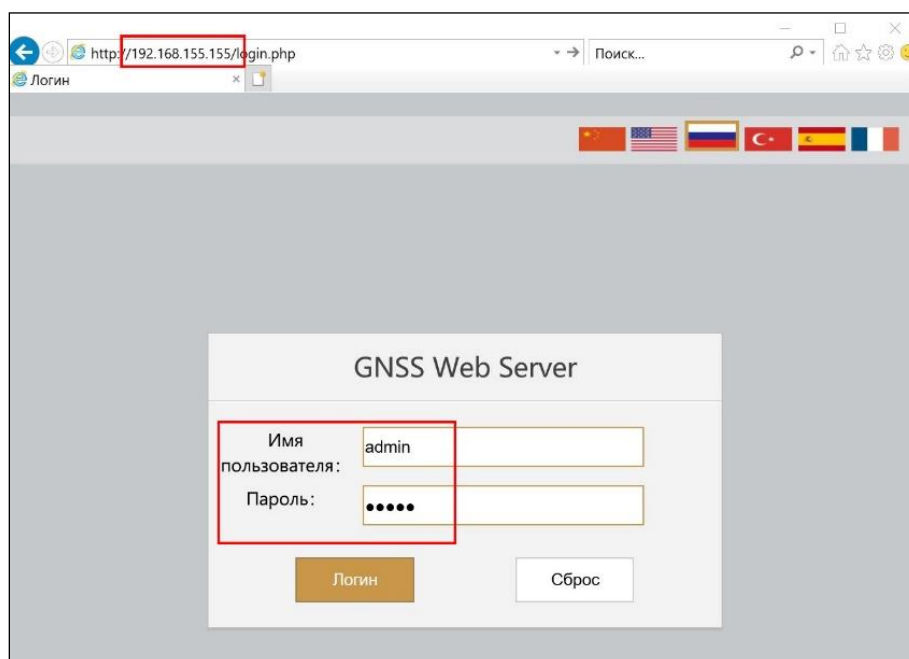 http://192.168.155.155/login.php
Поиск...
Логин
GNSS Web Server
Имя
пользователя:
admin
Пароль:
•••••
Логин
Сброс